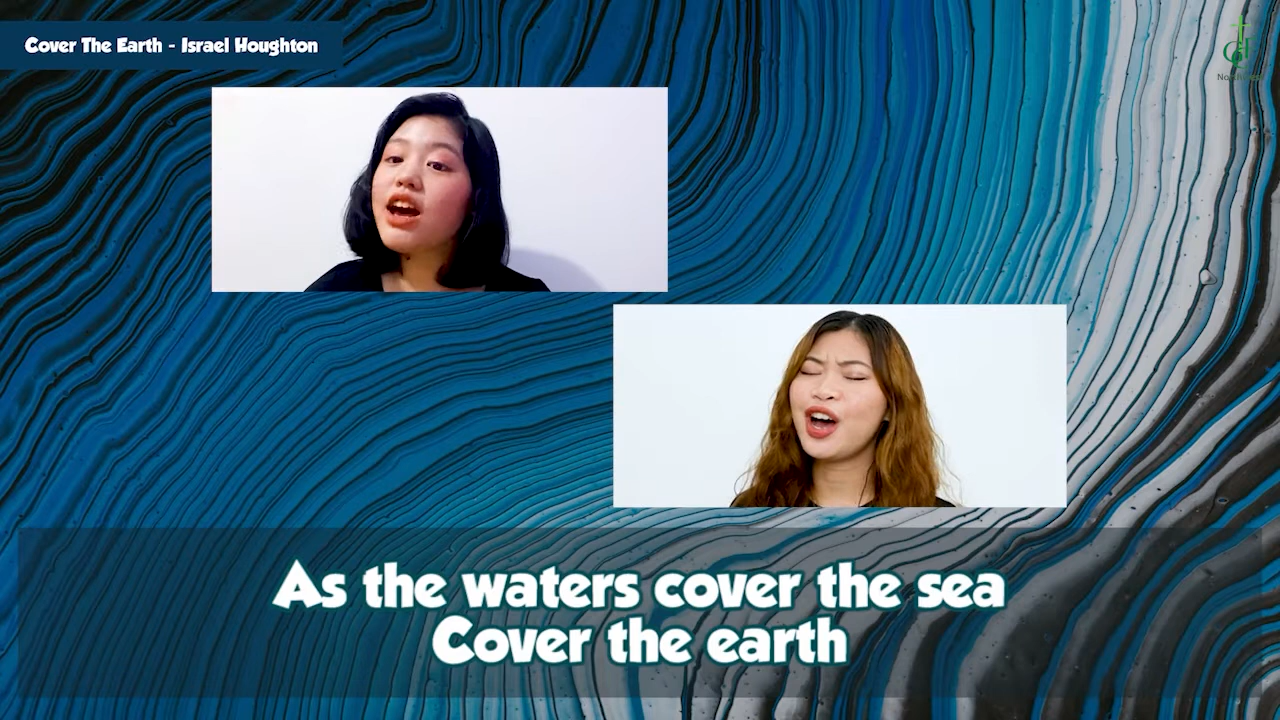 Cover The Earth - Israel Houghton
As the waters cover the sea
Cover the earth